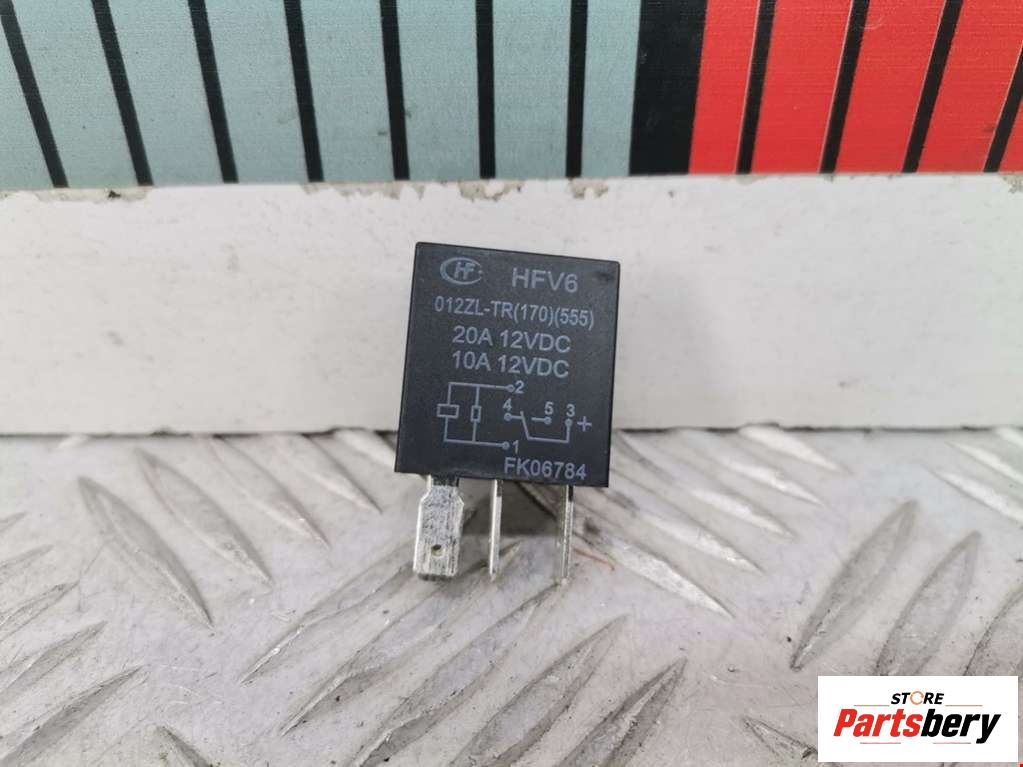 HF HFV6
012ZL-TR(170)(555)
20A 12VDC
10A 12VDC
2
4 5 3 +
1
FK06784
STORE
Partsbery